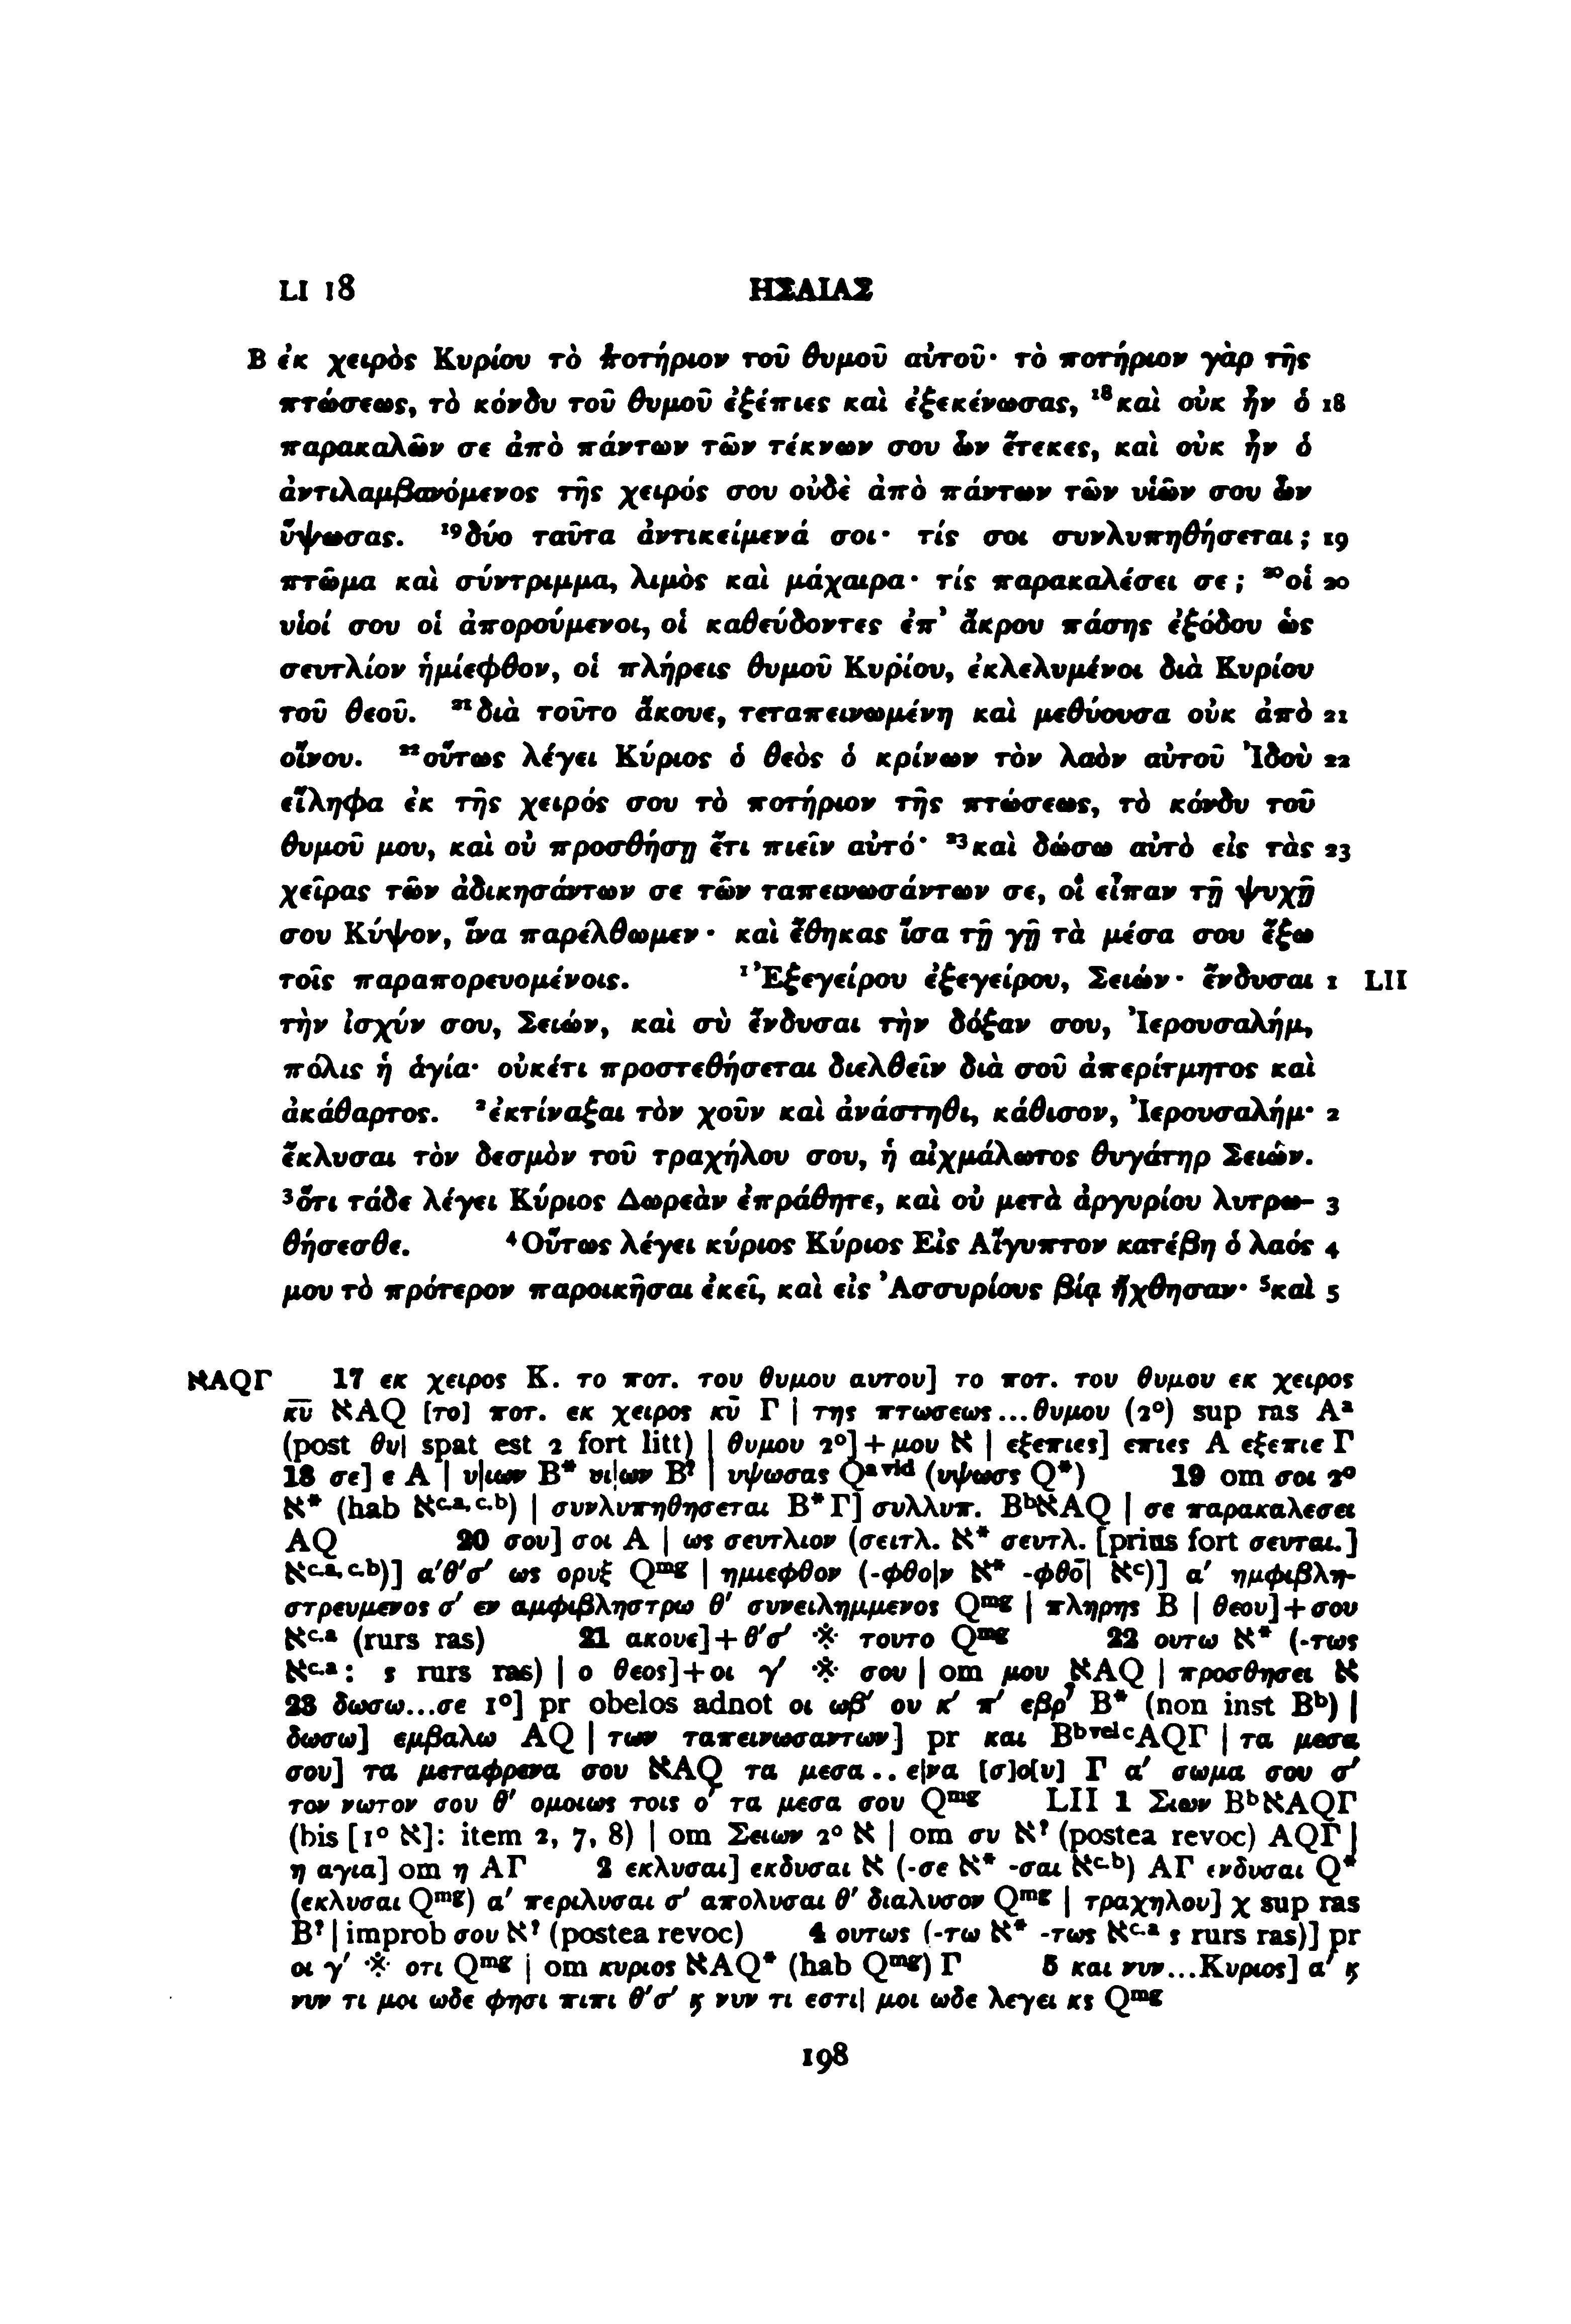 LI 18 ΗΣΑΙΑΣ
B ἐκ χειρὸς Κυρίου τὸ ποτήριον τοῦ θυμοῦ αὐτοῦ· τὸ ποτήριον γὰρ τῆς
πτώσεως, τὸ κόνδυ τοῦ θυμοῦ ἐξέπιες καὶ ἐξεκένωσας, ¹⁸καὶ οὐκ ἦν ὁ 18
παρακαλῶν σε ἀπὸ πάντων τῶν τέκνων σου ὧν ἔτεκες, καὶ οὐκ ἦν ὁ
ἀντιλαμβανόμενος τῆς χειρός σου οὐδὲ ἀπὸ πάντων τῶν υἱῶν σου ὧν
ὕψωσας. ¹⁹δύο ταῦτα ἀντικείμενά σοι· τίς σοι συνλυπηθήσεται; 19
πτῶμα καὶ σύντριμμα, λιμὸς καὶ μάχαιρα· τίς παρακαλέσει σε; ²⁰οἱ 20
υἱοί σου οἱ ἀπορούμενοι, οἱ καθεύδοντες ἐπ’ ἄκρου πάσης ἐξόδου ὡς
σευτλίον ἡμίεφθον, οἱ πλήρεις θυμοῦ Κυρίου, ἐκλελυμένοι διὰ Κυρίου
τοῦ θεοῦ. ²¹διὰ τοῦτο ἄκουε, τεταπεινωμένη καὶ μεθύουσα οὐκ ἀπὸ 21
οἴνου. ²²οὕτως λέγει Κύριος ὁ θεὸς ὁ κρίνων τὸν λαὸν αὐτοῦ Ἰδοὺ 22
εἴληφα ἐκ τῆς χειρός σου τὸ ποτήριον τῆς πτώσεως, τὸ κόνδυ τοῦ
θυμοῦ μου, καὶ οὐ προσθήσῃ ἔτι πιεῖν αὐτό· ²³καὶ δώσω αὐτὸ εἰς τὰς 23
χεῖρας τῶν ἀδικησάντων σε τῶν ταπεινωσάντων σε, οἳ εἶπαν τῇ ψυχῇ
σου Κύψον, ἵνα παρέλθωμεν· καὶ ἔθηκας ἴσα τῇ γῇ τὰ μέσα σου ἔξω
τοῖς παραπορευομένοις. ¹Ἐξεγείρου ἐξεγείρου, Σειών· ἔνδυσαι 1 LII
τὴν ἰσχύν σου, Σειών, καὶ σὺ ἔνδυσαι τὴν δόξαν σου, Ἰερουσαλήμ,
πόλις ἡ ἁγία· οὐκέτι προστεθήσεται διελθεῖν διὰ σοῦ ἀπερίτμητος καὶ
ἀκάθαρτος. ²ἐκτίναξαι τὸν χοῦν καὶ ἀνάστηθι, κάθισον, Ἰερουσαλήμ· 2
ἔκλυσαι τὸν δεσμὸν τοῦ τραχήλου σου, ἡ αἰχμάλωτος θυγάτηρ Σειών.
³ὅτι τάδε λέγει Κύριος Δωρεὰν ἐπράθητε, καὶ οὐ μετὰ ἀργυρίου λυτρω- 3
θήσεσθε. ⁴Οὕτως λέγει κύριος Κύριος Εἰς Αἴγυπτον κατέβη ὁ λαός 4
μου τὸ πρότερον παροικῆσαι ἐκεῖ, καὶ εἰς Ἀσσυρίους βίᾳ ἤχθησαν· ⁵καὶ 5
ℵAQΓ 17 εκ χειρος Κ. το ποτ. του θυμου αυτου] το ποτ. του θυμου εκ χειρος
κ̅υ̅ ℵAQ [το] ποτ. εκ χειρος κ̅υ̅ Γ | της πτωσεως...θυμου (2°) sup ras Aᵃ
(post θυ| spat est 2 fort litt) | θυμου 2°]+μου ℵ | εξεπιες] επιες A εξεπιε Γ
18 σε] ε A | υ|ιων B* υι|ων B? | υψωσας Qᵃ ᵛⁱᵈ (υψωσς Q*) 19 om σοι 2°
ℵ* (hab ℵᶜ·ᵃ, ᶜ·ᵇ) | συνλυπηθησεται B*Γ] συλλυπ. BᵇℵAQ | σε παρακαλεσει
AQ 20 σου] σοι A | ως σευτλιον (σειτλ. ℵ* σευτλ. [prius fort σευται.]
ℵᶜ·ᵃ, ᶜ·ᵇ)] α′θ′σ′ ως ορυξ Qᵐᵍ | ημιεφθον (-φθο|ν ℵ* -φθο̅| ℵᶜ)] α′ ημφιβλη-
στρευμενος σ′ εν αμφιβληστρω θ′ συνειλημμενος Qᵐᵍ | πληρης B | θεου]+σου
ℵᶜ·ᵃ (rurs ras) 21 ακουε]+θ′σ′ ※ τουτο Qᵐᵍ 22 ουτω ℵ* (-τως
ℵᶜ·ᵃ: ς rurs ras) | ο θεος]+οι γ′ ※ σου | om μου ℵAQ | προσθησει ℵ
23 δωσω...σε 1°] pr obelos adnot οι ωβ′ ου κ′ π′ εβρ′ B* (non inst Bᵇ) |
δωσω] εμβαλω AQ | των ταπεινωσαντων] pr και Bᵇ ᵛᵉˡ ᶜAQΓ | τα μεσα
σου] τα μεταφρενα σου ℵAQ τα μεσα.. ε|να [σ]ο[υ] Γ α′ σωμα σου σ′
τον νωτον σου θ′ ομοιως τοις ο′ τα μεσα σου Qᵐᵍ LII 1 Σιων BᵇℵAQΓ
(bis [1° ℵ]: item 2, 7, 8) | om Σειων 2° ℵ | om συ ℵ? (postea revoc) AQΓ |
η αγια] om η AΓ 2 εκλυσαι] εκδυσαι ℵ (-σε ℵ* -σαι ℵᶜ·ᵇ) AΓ ενδυσαι Q*
(εκλυσαι Qᵐᵍ) α′ περιλυσαι σ′ απολυσαι θ′ διαλυσον Qᵐᵍ | τραχηλου] χ sup ras
B? | improb σου ℵ? (postea revoc) 4 ουτως (-τω ℵ* -τως ℵᶜ·ᵃ ς rurs ras)] pr
οι γ′ ※ οτι Qᵐᵍ | om κυριος ℵAQ* (hab Qᵐᵍ) Γ 5 και νυν...Κυριος] α′ ϗ
νυν τι μοι ωδε φησι πιπι θ′σ′ ϗ νυν τι εστι| μοι ωδε λεγει κς Qᵐᵍ
198